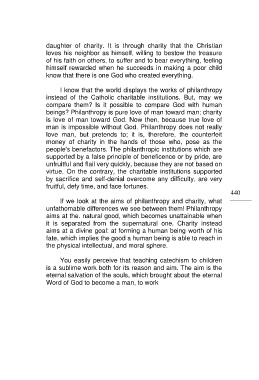 daughter of charity. It is through charity that the Christian
loves his neighbor as himself, willing to bestow the treasure
of his faith on others, to suffer and to bear everything, feeling
himself rewarded when he succeeds in making a poor child
know that there is one God who created everything.
I know that the world displays the works of philanthropy
instead of the Catholic charitable institutions. But, may we
compare them? Is it possible to compare God with human
beings? Philanthropy is pure love of man toward man; charity
is love of man toward God. Now then, because true love of
man is impossible without God. Philanthropy does not really
love man, but pretends to; it is, therefore, the counterfeit
money of charity in the hands of those who, pose as the
people's benefactors. The philanthropic institutions which are
supported by a false principle of beneficence or by pride, are
unfruitful and flail very quickly, because they are not based on
virtue. On the contrary, the charitable institutions supported
by sacrifice and self-denial overcome any difficulty, are very
fruitful, defy time, and face fortunes.
440
If we look at the aims of philanthropy and charity, what
unfathomable differences we see between them! Philanthropy
aims at the. natural good, which becomes unattainable when
it is separated from the supernatural one. Charity instead
aims at a divine goal: at forming a human being worth of his
fate, which implies the good a human being is able to reach in
the physical intellectual, and moral sphere.
You easily perceive that teaching catechism to children
is a sublime work both for its reason and aim. The aim is the
eternal salvation of the souls, which brought about the eternal
Word of God to become a man, to work